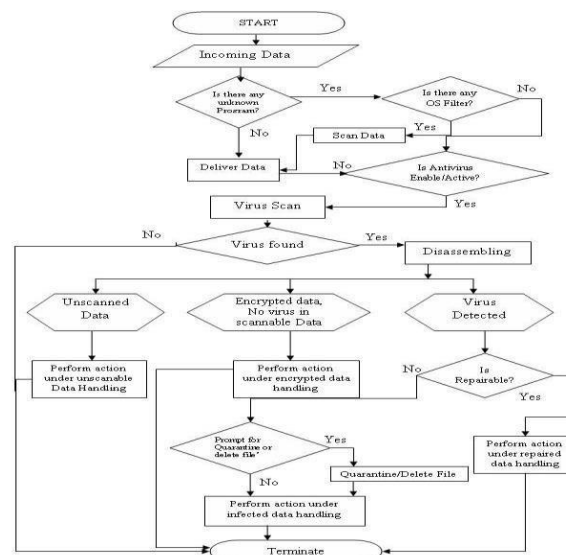 START
Incoming Data
Is there any
unknown
Program?
Yes
Is there any
OS Filter?
No
No
Scan Data
Yes
Deliver Data
No
Is Antivirus
Enable/Active?
Virus Scan
Yes
No
Virus found
Yes
Disassembling
Unscanned
Data
Encrypted data,
No virus in
scannable Data
Virus
Detected
Perform action
under unscanable
Data Handling
Perform action
under encrypted data
handling
No
Is
Repairable?
Yes
Prompt for
Quarantine or
delete file"
Yes
Perform action
under repaired
data handling
Quarantine/Delete File
No
Perform action under
infected data handling
Terminate